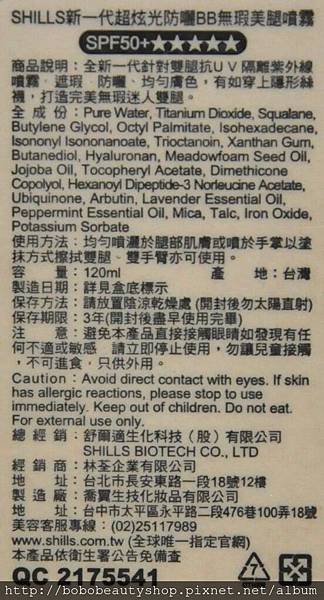 SHILLS新一代超炫光防曬BB無瑕美腿噴霧
SPF50+★★★★★
商品說明：全新一代針對雙腿抗UV隔離紫外線
噴霧、遮瑕、防曬、均勻膚色，有如穿上隱形絲
襪，打造完美無瑕迷人雙腿。
全成份：Pure Water, Titanium Dioxide, Squalane,
Butylene Glycol, Octyl Palmitate, Isohexadecane,
Isononyl Isononanoate, Trioctanoin, Xanthan Gum,
Butanediol, Hyaluronan, Meadowfoam Seed Oil,
Jojoba Oil, Tocopheryl Acetate, Dimethicone
Copolyol, Hexanoyl Dipeptide-3 Norleucine Acetate,
Ubiquinone, Arbutin, Lavender Essential Oil,
Peppermint Essential Oil, Mica, Talc, Iron Oxide,
Potassium Sorbate
使用方法：均勻噴灑於腿部肌膚或噴於手掌以塗
抹方式擦拭雙腿、雙手臂亦可使用。
容量：120ml 產地：台灣
製造日期：詳見盒底標示
保存方法：請放置陰涼乾燥處(開封後勿太陽直射)
保存期限：3年(開封後盡早使用完畢)
注意：避免本產品直接接觸眼睛如發現有任
何不適或敏感，請立即停止使用，勿讓兒童接觸
，不可進食，只供外用。
Caution : Avoid direct contact with eyes. If skin
has allergic reactions, please stop to use
immediately. Keep out of children. Do not eat.
For external use only.
總經銷：舒爾適生化科技（股）有限公司
SHILLS BIOTECH CO., LTD
經銷商：林荃企業有限公司
地址：台北市長安東路一段18號12樓
製造廠：喬翼生技化妝品有限公司
地址：台中市太平區永平路二段476巷100弄18號
美容客服專線：(02)25117989
www.shills.com.tw (全球唯一指定官網)
本產品依衛生署公告免備查
QC 2175541
7
http://bobobeautyshop.pixnet.net/album